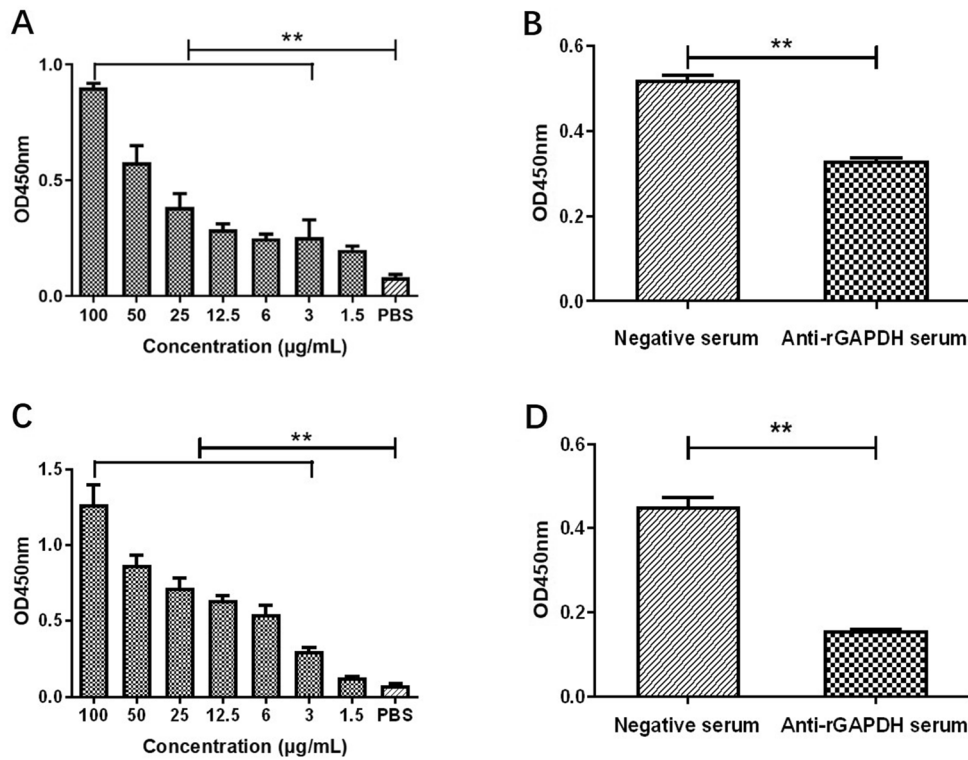 A
**
OD450nm
1.0
0.5
0.0
100 50 25 12.5 6 3 1.5 PBS
Concentration (μg/mL)
B
**
OD450nm
0.6
0.4
0.2
0.0
Negative serum Anti-rGAPDH serum
C
**
OD450nm
1.5
1.0
0.5
0.0
100 50 25 12.5 6 3 1.5 PBS
Concentration (μg/mL)
D
**
OD450nm
0.6
0.4
0.2
0.0
Negative serum Anti-rGAPDH serum